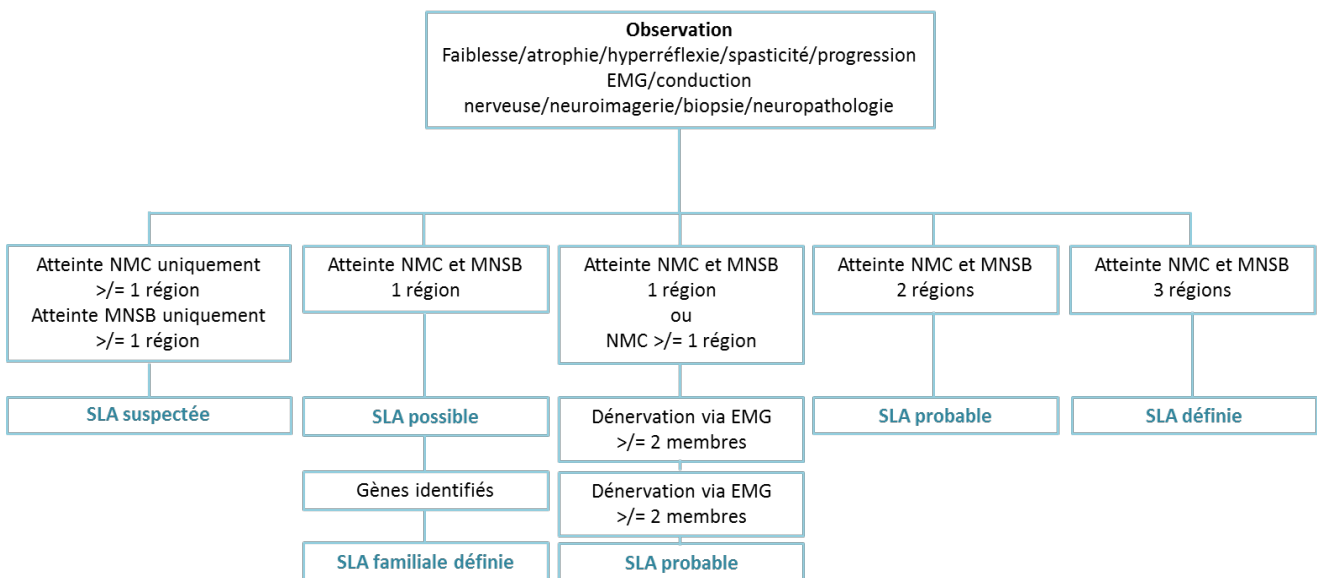 Observation
Faiblesse/atrophie/hyperréflexie/spasticité/progression
EMG/conduction
nerveuse/neuroimagerie/biopsie/neuropathologie
Atteinte NMC uniquement
>/= 1 région
Atteinte MNSB uniquement
>/= 1 région
SLA suspectée
Atteinte NMC et MNSB
1 région
SLA possible
Gènes identifiés
SLA familiale définie
Atteinte NMC et MNSB
1 région
ou
NMC >/= 1 région
Dénervation via EMG
>/= 2 membres
Dénervation via EMG
>/= 2 membres
SLA probable
Atteinte NMC et MNSB
2 régions
SLA probable
Atteinte NMC et MNSB
3 régions
SLA définie